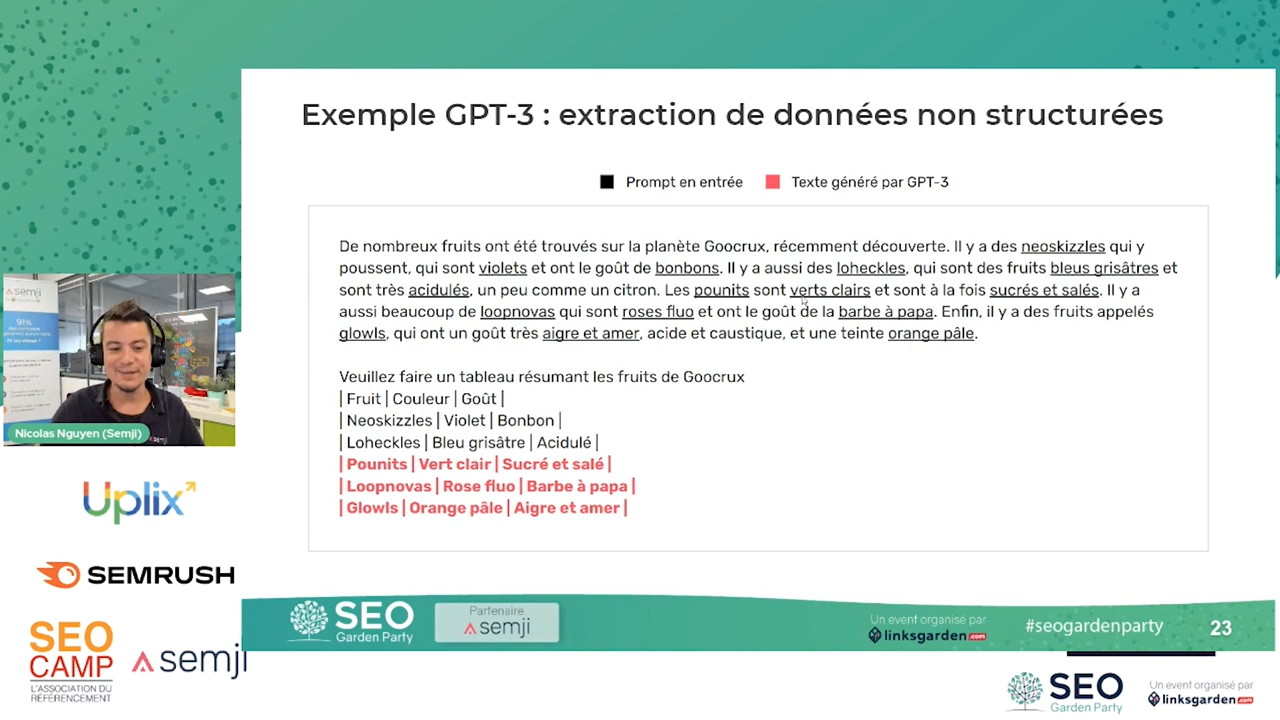 Exemple GPT-3 : extraction de données non structurées
Prompt en entrée
Texte généré par GPT-3
De nombreux fruits ont été trouvés sur la planète Goocrux, récemment découverte. Il y a des neoskizzles qui y
poussent, qui sont violets et ont le goût de bonbons. Il y a aussi des loheckles, qui sont des fruits bleus grisâtres et
sont très acidulés, un peu comme un citron. Les pounits sont verts clairs et sont à la fois sucrés et salés. Il y a
aussi beaucoup de loopnovas qui sont roses fluo et ont le goût de la barbe à papa. Enfin, il y a des fruits appelés
glowls, qui ont un goût très aigre et amer, acide et caustique, et une teinte orange pâle.
Veuillez faire un tableau résumant les fruits de Goocrux
| Fruit | Couleur | Goût |
| Neoskizzles | Violet | Bonbon |
| Loheckles | Bleu grisâtre | Acidulé |
| Pounits | Vert clair | Sucré et salé |
| Loopnovas | Rose fluo | Barbe à papa |
| Glowls | Orange pâle | Aigre et amer |
semji
91%
Nicolas Nguyen (Semji)
Uplix
SEMRUSH
SEO
CAMP
L'ASSOCIATION DU
RÉFÉRENCEMENT
semji
SEO
Garden Party
Partenaire
semji
Un event organisé par
linksgarden.com
#seogardenparty
23
SEO
Garden Party
Un event organisé par
linksgarden.com